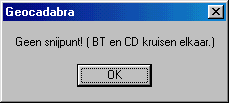 Geocadabra
Geen snijpunt! ( BT en CD kruisen elkaar.)
OK